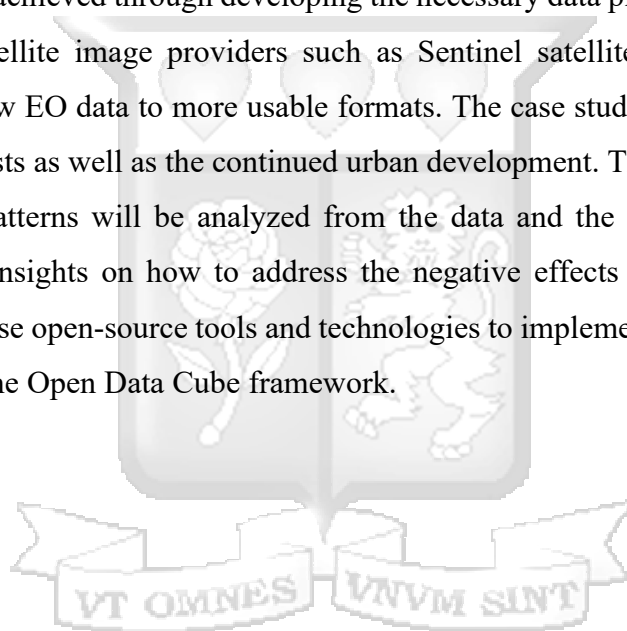 achieved through developing the necessary data p
ellite image providers such as Sentinel satellite
w EO data to more usable formats. The case stud
sts as well as the continued urban development. T
atterns will be analyzed from the data and the
nsights on how to address the negative effects
se open-source tools and technologies to impleme
he Open Data Cube framework.
VT OMNES VNVM SINT